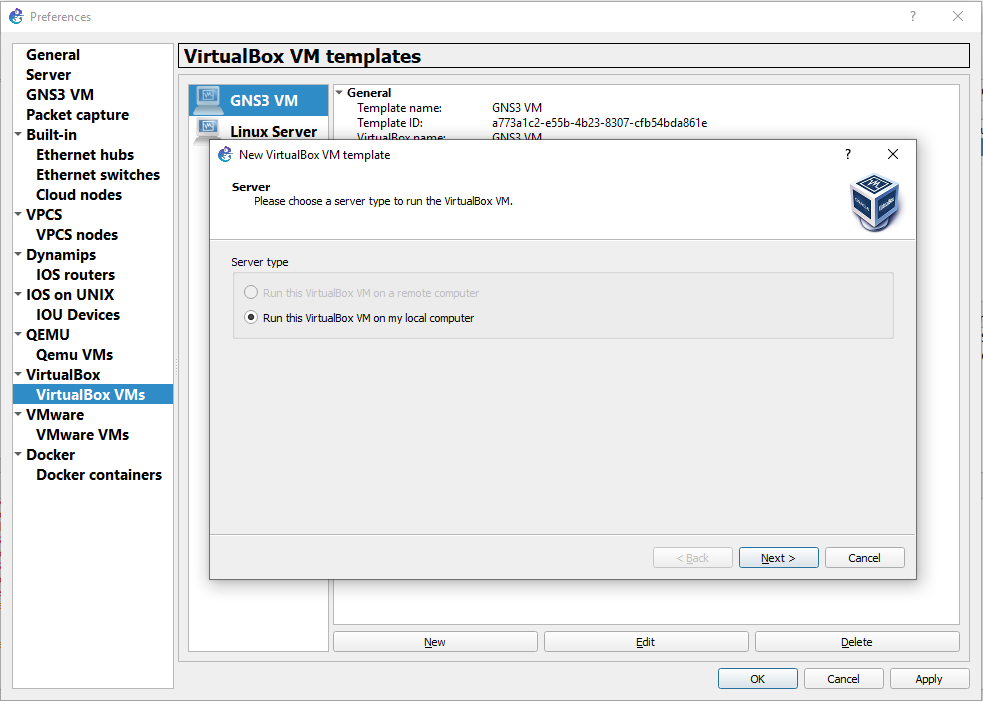 Preferences
General
Server
GNS3 VM
Packet capture
Built-in
Ethernet hubs
Ethernet switches
Cloud nodes
VPCS
VPCS nodes
Dynamips
IOS routers
IOS on UNIX
IOU Devices
QEMU
Qemu VMs
VirtualBox
VirtualBox VMs
VMware
VMware VMs
Docker
Docker containers
VirtualBox VM templates
GNS3 VM
Linux Server
General
Template name: GNS3 VM
Template ID: a773a1c2-e55b-4b23-8307-cfb54bda861e
VirtualBox name: GNS3 VM
New VirtualBox VM template
?
Server
Please choose a server type to run the VirtualBox VM.
Server type
Run this VirtualBox VM on a remote computer
Run this VirtualBox VM on my local computer
< Back Next > Cancel
New Edit Delete
OK Cancel Apply